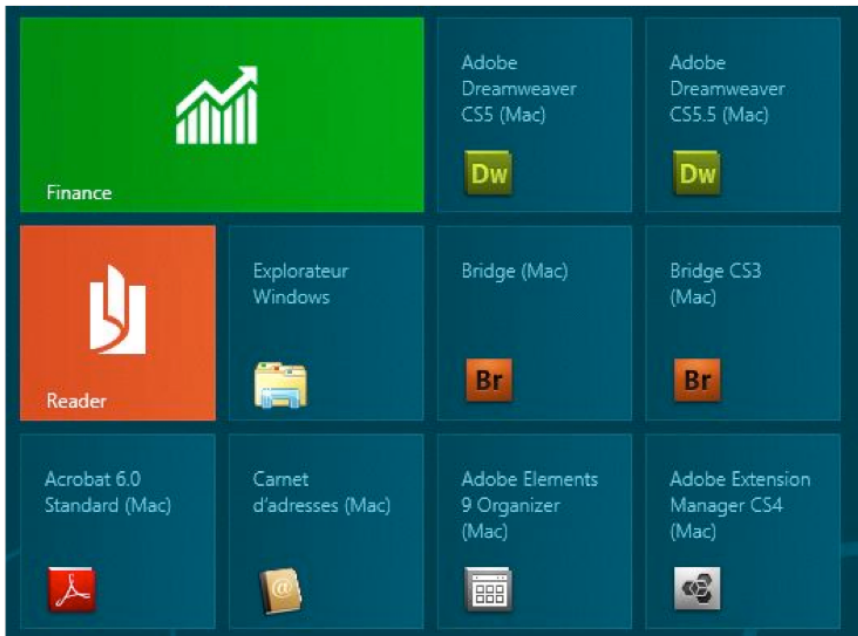 Finance
Adobe
Dreamweaver
CS5 (Mac)
Dw
Adobe
Dreamweaver
CS5.5 (Mac)
Dw
Reader
Explorateur
Windows
Bridge (Mac)
Br
Bridge CS3
(Mac)
Br
Acrobat 6.0
Standard (Mac)
Carnet
d'adresses (Mac)
@
Adobe Elements
9 Organizer
(Mac)
Adobe Extension
Manager CS4
(Mac)